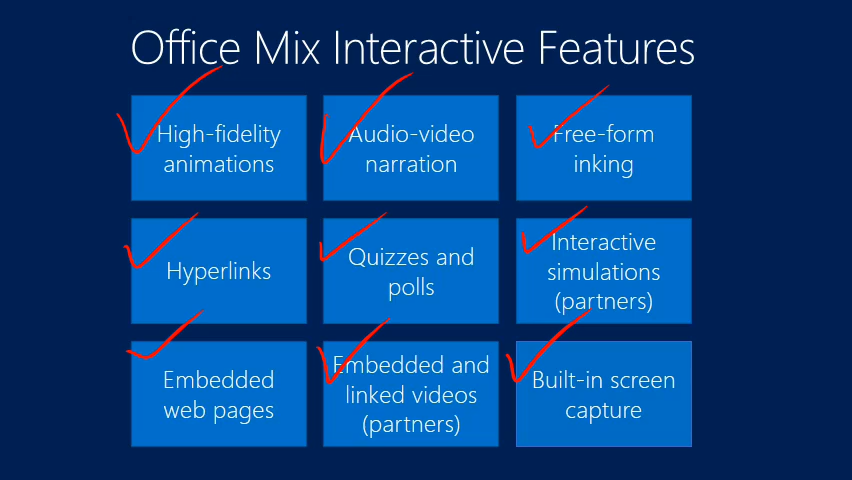 Office Mix Interactive Features
High-fidelity
animations
Audio-video
narration
Free-form
inking
Hyperlinks
Quizzes and
polls
Interactive
simulations
(partners)
Embedded
web pages
Embedded and
linked videos
(partners)
Built-in screen
capture